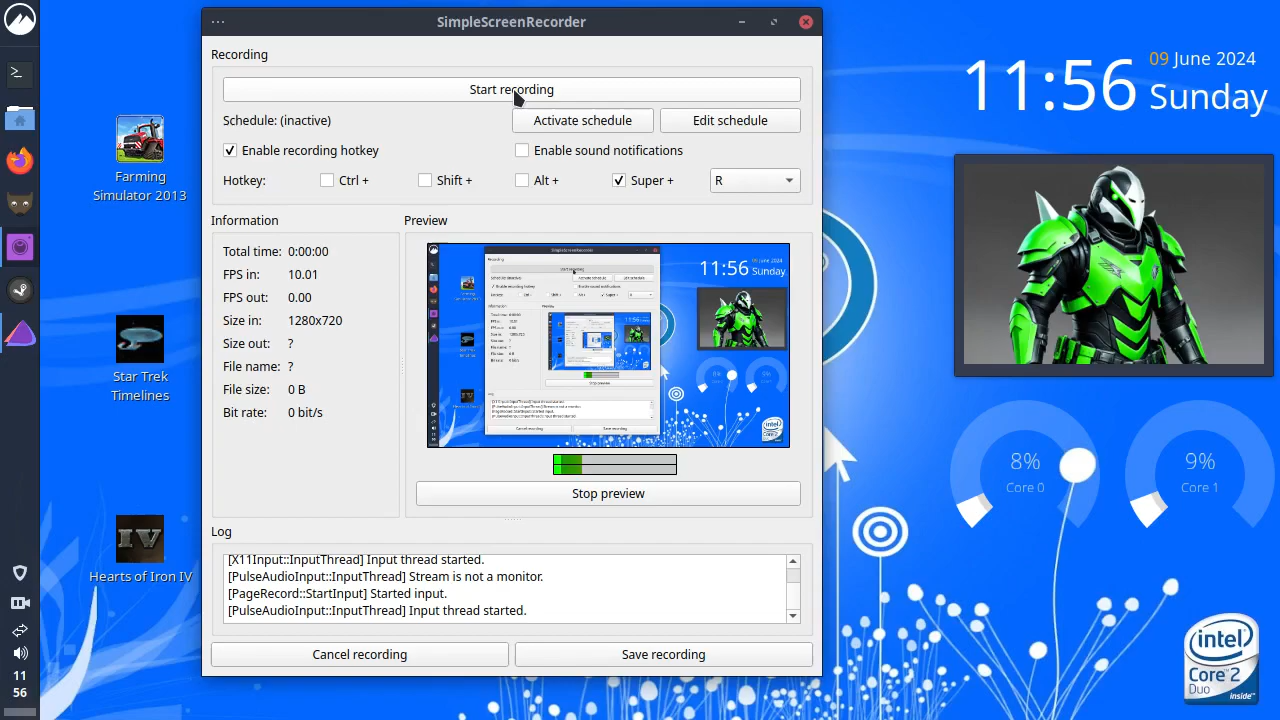 SimpleScreenRecorder
Recording
Start recording
Schedule: (inactive)
Activate schedule
Edit schedule
Enable recording hotkey
Enable sound notifications
Hotkey:
Ctrl +
Shift +
Alt +
Super +
R
Information
Total time: 0:00:00
FPS in: 10.01
FPS out: 0.00
Size in: 1280x720
Size out: ?
File name: ?
File size: 0 B
Bit rate: 0 bit/s
Preview
11:56
Sunday
Stop preview
Log
[X11Input::InputThread] Input thread started.
[PulseAudioInput::InputThread] Stream is not a monitor.
[PageRecord::StartInput] Started input.
[PulseAudioInput::InputThread] Input thread started.
Cancel recording
Save recording
Farming
Simulator 2013
Star Trek
Timelines
IV
Hearts of Iron IV
11
56
11:56
09 June 2024
Sunday
8%
Core 0
9%
Core 1
intel
Core™2
Duo
inside™